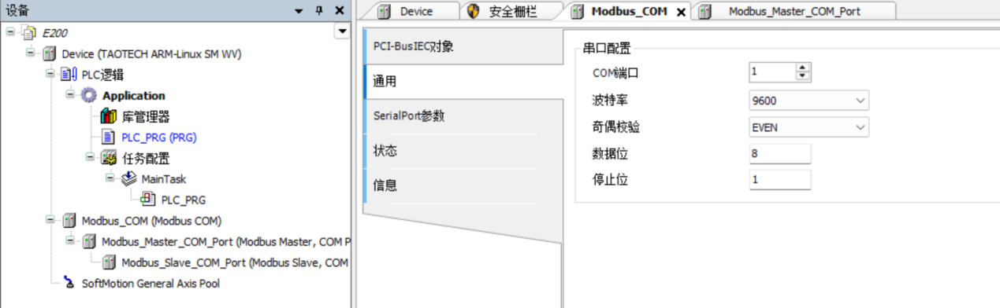 设备
E200
Device (TAOTECH ARM-Linux SM WV)
PLC逻辑
Application
库管理器
PLC_PRG (PRG)
任务配置
MainTask
PLC_PRG
Modbus_COM (Modbus COM)
Modbus_Master_COM_Port (Modbus Master, COM P
Modbus_Slave_COM_Port (Modbus Slave, COM
SoftMotion General Axis Pool
Device
安全栅栏
Modbus_COM
Modbus_Master_COM_Port
PCI-BusIEC对象
通用
SerialPort参数
状态
信息
串口配置
COM端口 1
波特率 9600
奇偶校验 EVEN
数据位 8
停止位 1